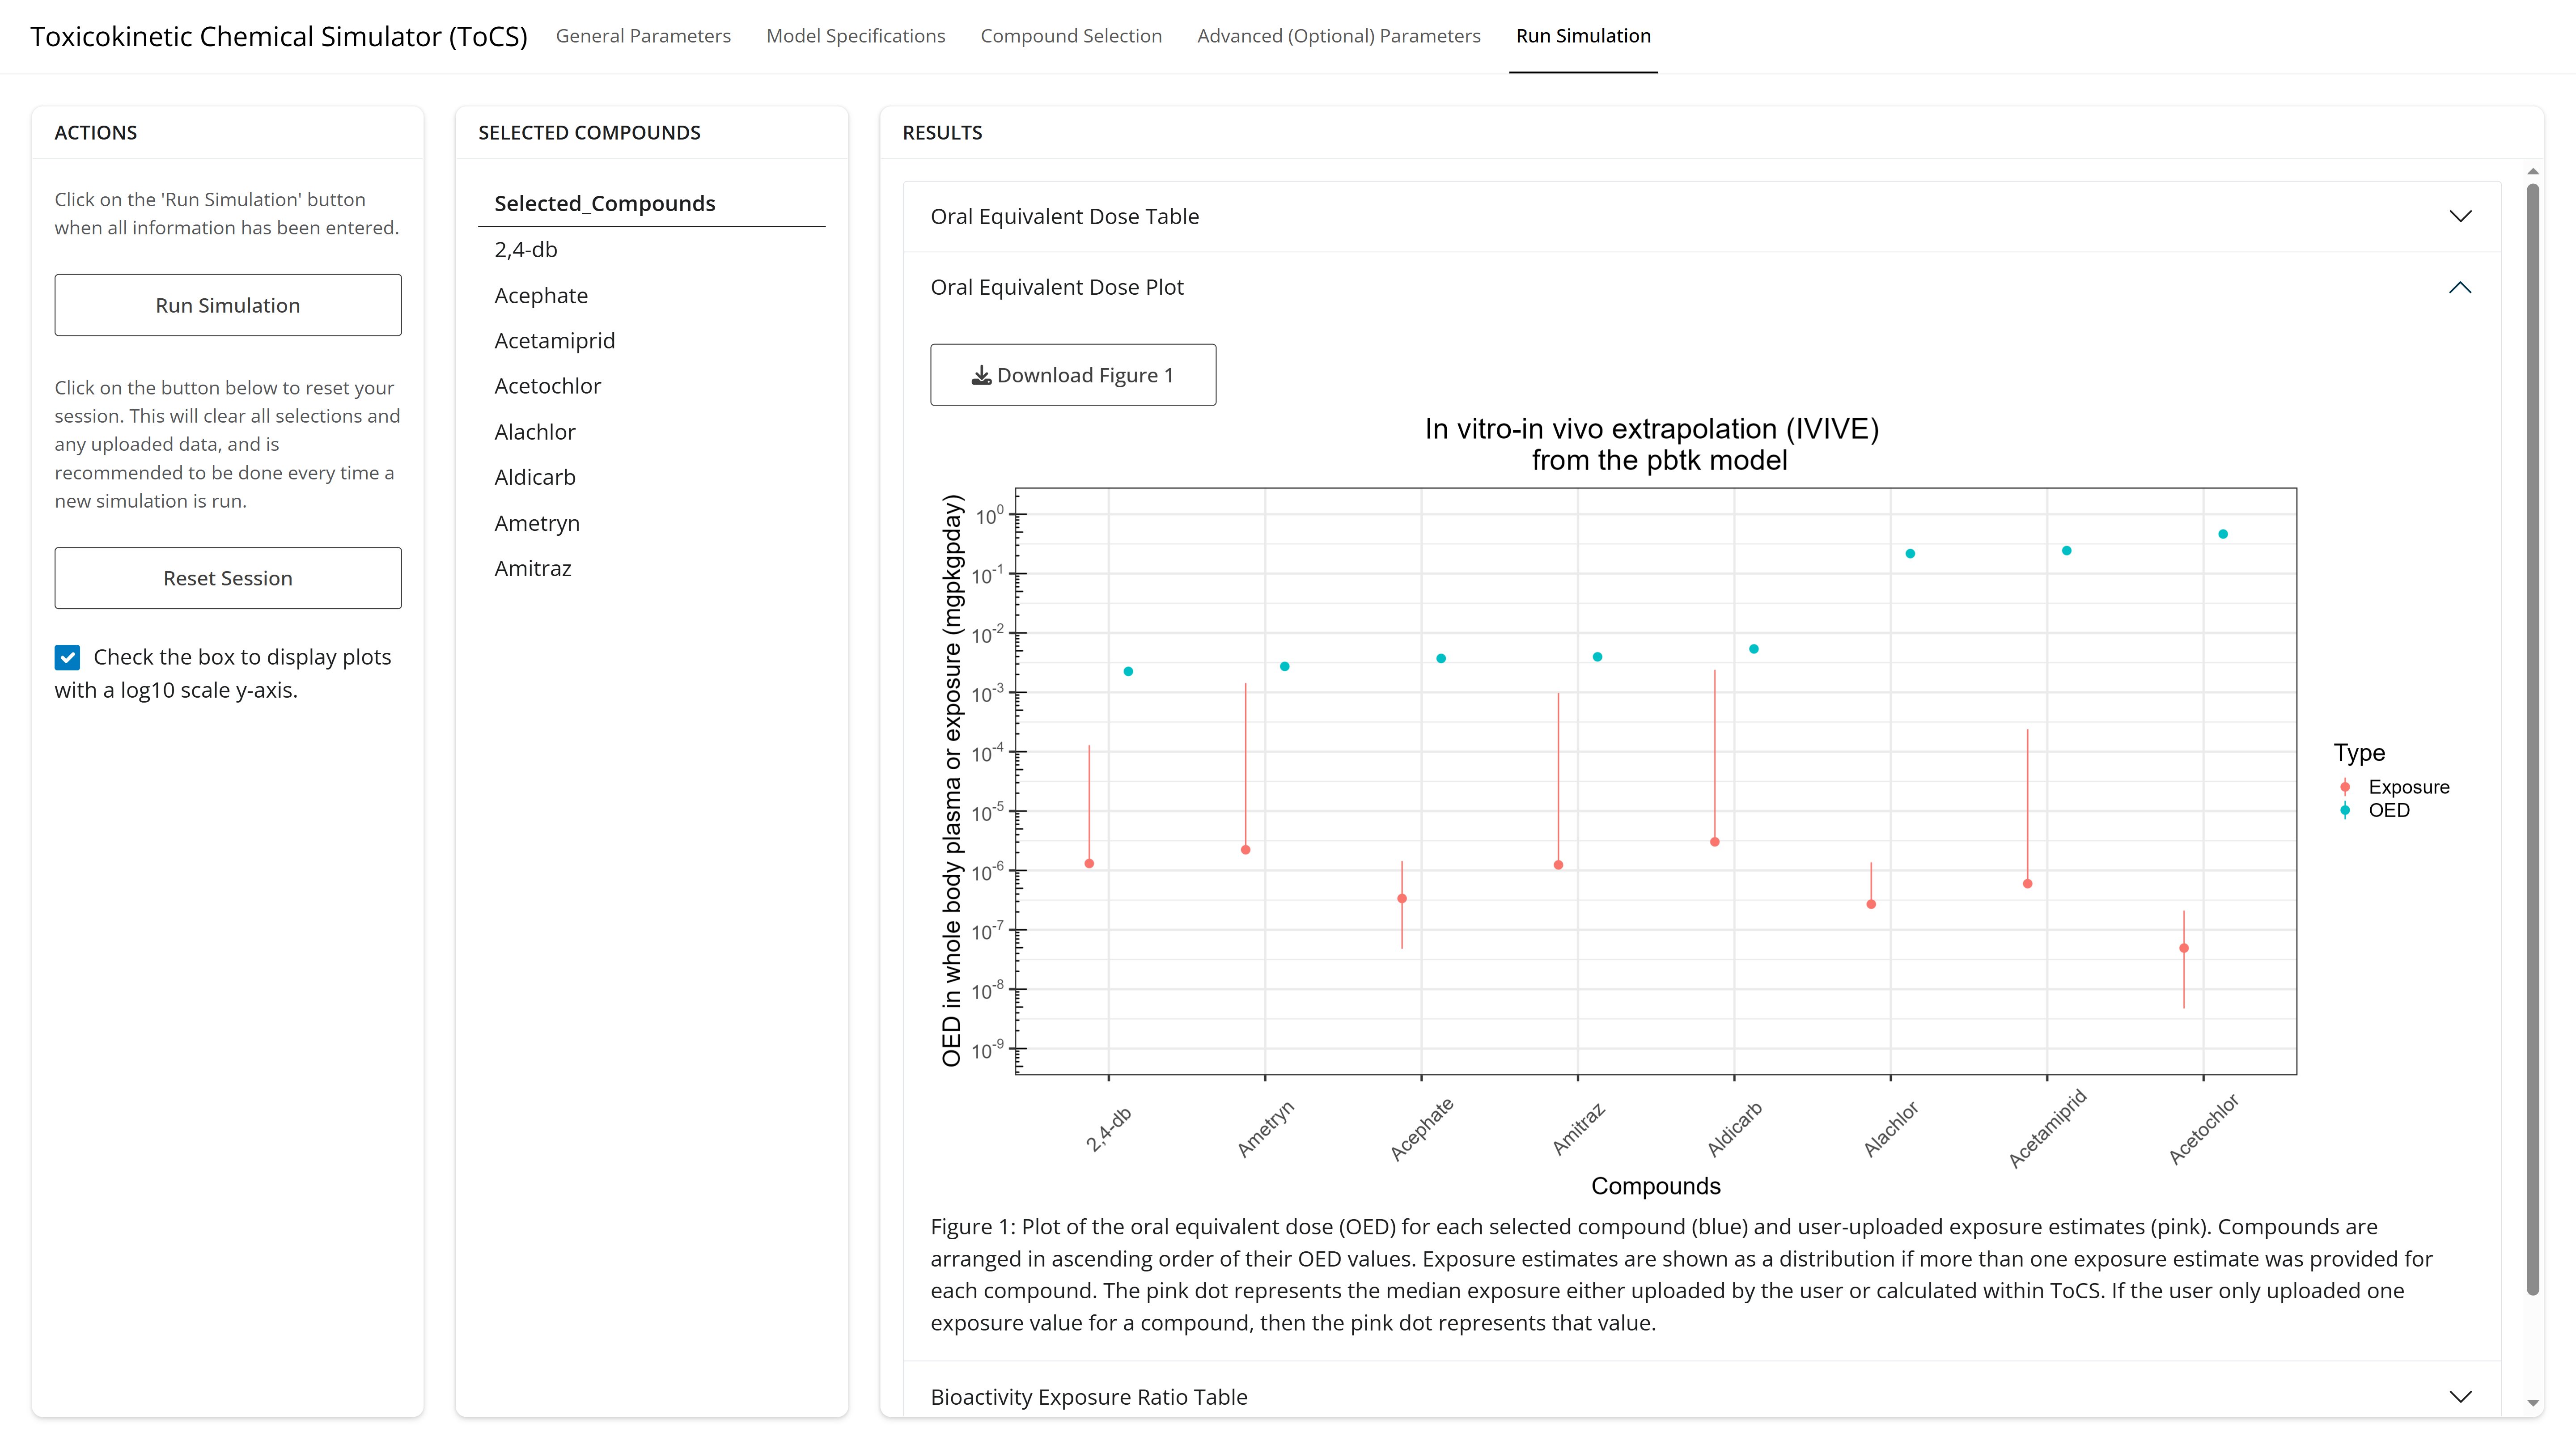 Toxicokinetic Chemical Simulator (ToCS)
General Parameters
Model Specifications
Compound Selection
Advanced (Optional) Parameters
Run Simulation
ACTIONS
Click on the 'Run Simulation' button
when all information has been entered.
Run Simulation
Click on the button below to reset your
session. This will clear all selections and
any uploaded data, and is
recommended to be done every time a
new simulation is run.
Reset Session
Check the box to display plots
with a log10 scale y-axis.
SELECTED COMPOUNDS
Selected_Compounds
2,4-db
Acephate
Acetamiprid
Acetochlor
Alachlor
Aldicarb
Ametryn
Amitraz
RESULTS
Oral Equivalent Dose Table
Oral Equivalent Dose Plot
Download Figure 1
In vitro-in vivo extrapolation (IVIVE)
from the pbtk model
OED in whole body plasma or exposure (mgpkgpday)
10^0
10^-1
10^-2
10^-3
10^-4
10^-5
10^-6
10^-7
10^-8
10^-9
2,4-db
Ametryn
Acephate
Amitraz
Aldicarb
Alachlor
Acetamiprid
Acetochlor
Compounds
Type
Exposure
OED
Figure 1: Plot of the oral equivalent dose (OED) for each selected compound (blue) and user-uploaded exposure estimates (pink). Compounds are
arranged in ascending order of their OED values. Exposure estimates are shown as a distribution if more than one exposure estimate was provided for
each compound. The pink dot represents the median exposure either uploaded by the user or calculated within ToCS. If the user only uploaded one
exposure value for a compound, then the pink dot represents that value.
Bioactivity Exposure Ratio Table